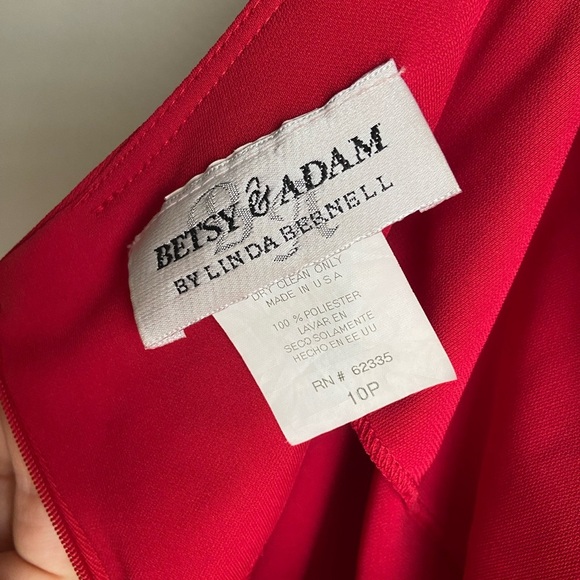 BETSY & ADAM
BY LINDA BERNELL
DRY CLEAN ONLY
MADE IN U S A
100 % POLIESTER
LAVAR EN
SECO SOLAMENTE
HECHO EN EE UU
RN # 62335
10P